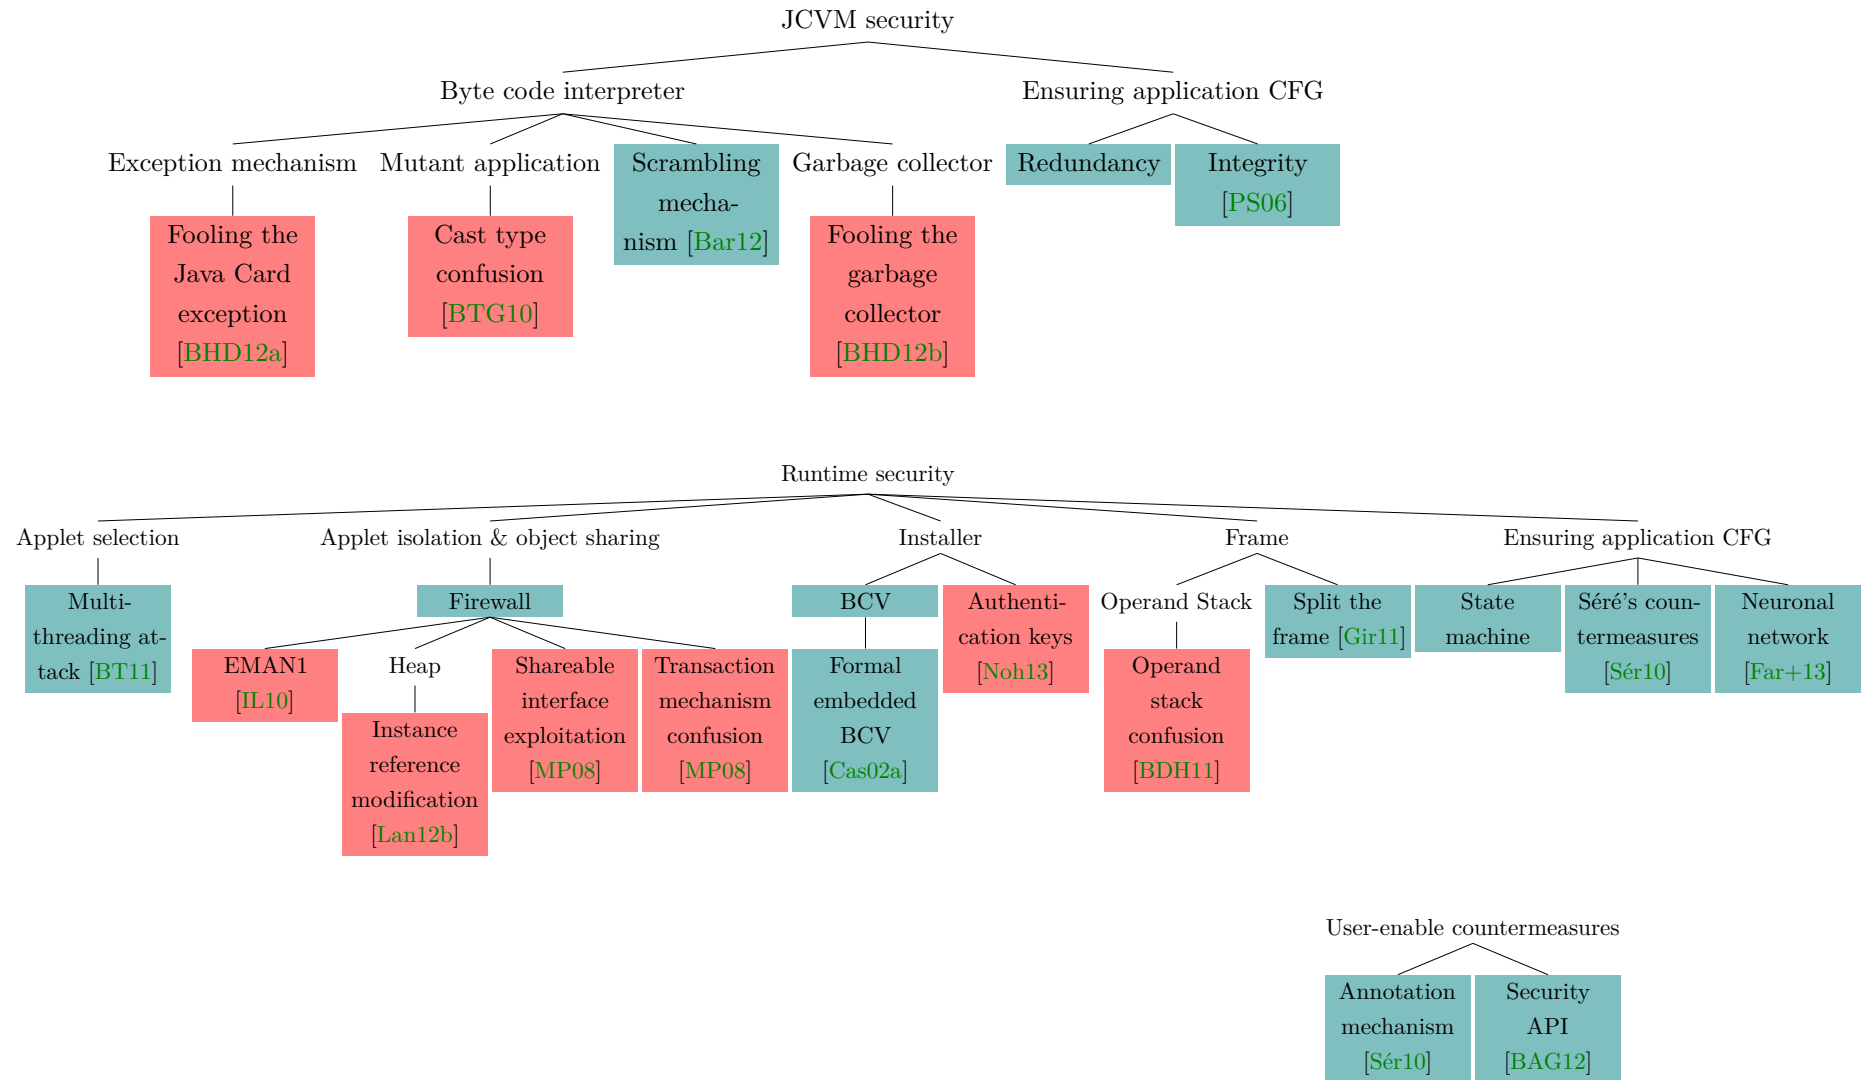 JCVM security
Byte code interpreter
Ensuring application CFG
Exception mechanism
Mutant application
Scrambling
mecha-
nism [Bar12]
Garbage collector
Redundancy
Integrity
[PS06]
Fooling the
Java Card
exception
[BHD12a]
Cast type
confusion
[BTG10]
Fooling the
garbage
collector
[BHD12b]
Runtime security
Applet selection
Applet isolation & object sharing
Installer
Frame
Ensuring application CFG
Multi-
threading at-
tack [BT11]
Firewall
BCV
Authenti-
cation keys
[Noh13]
Operand Stack
Split the
frame [Gir11]
State
machine
Séré's coun-
termeasures
[Sér10]
Neuronal
network
[Far+13]
EMAN1
[IL10]
Heap
Shareable
interface
exploitation
[MP08]
Transaction
mechanism
confusion
[MP08]
Formal
embedded
BCV
[Cas02a]
Operand
stack
confusion
[BDH11]
Instance
reference
modification
[Lan12b]
User-enable countermeasures
Annotation
mechanism
[Sér10]
Security
API
[BAG12]